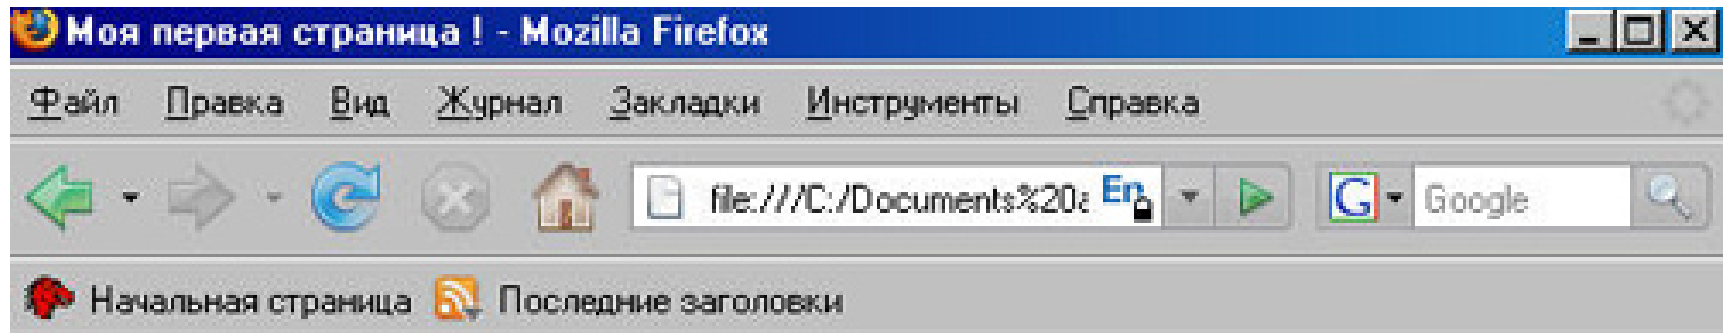 Моя первая страница ! - Mozilla Firefox
Файл Правка Вид Журнал Закладки Инструменты Справка
file:///C:/Documents%20a En G Google
Начальная страница Последние заголовки